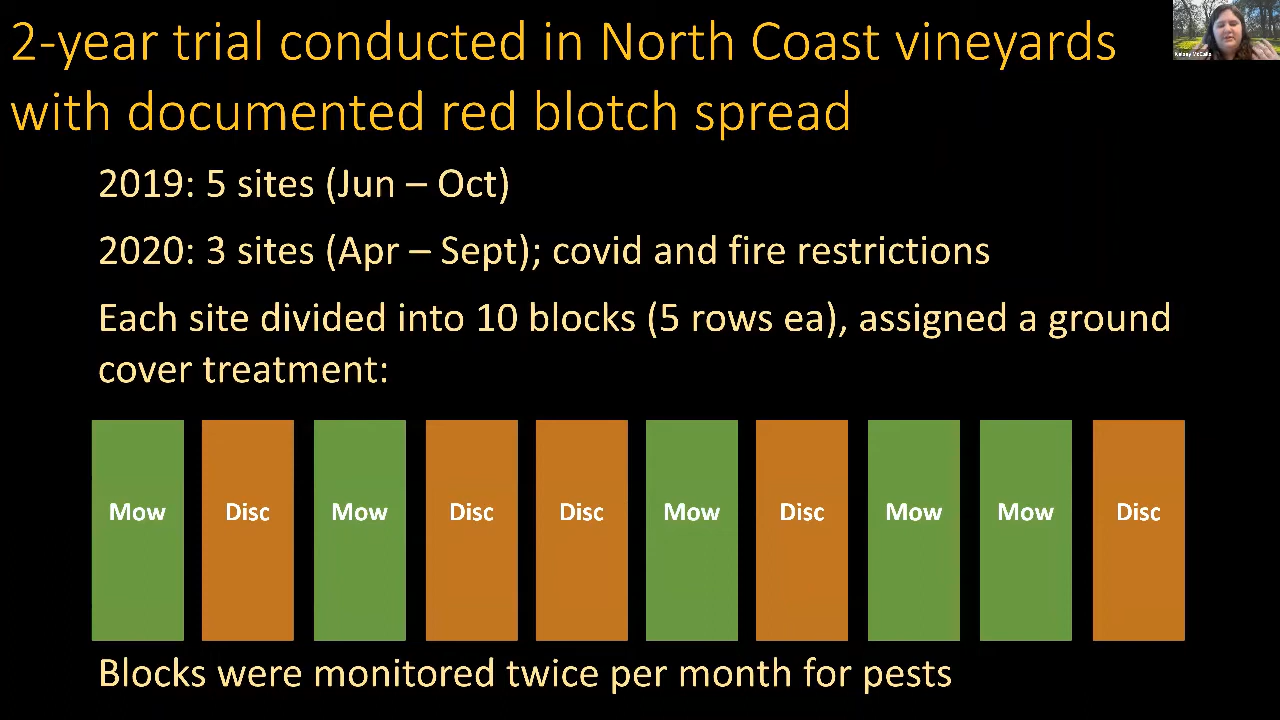 2-year trial conducted in North Coast vineyards
with documented red blotch spread
2019: 5 sites (Jun – Oct)
2020: 3 sites (Apr – Sept); covid and fire restrictions
Each site divided into 10 blocks (5 rows ea), assigned a ground
cover treatment:
Mow Disc Mow Disc Disc Mow Disc Mow Mow Disc
Blocks were monitored twice per month for pests